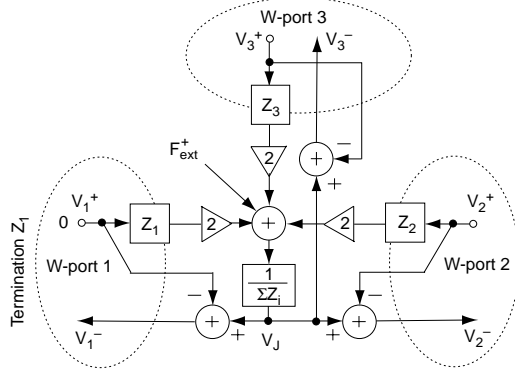 W-port 3
V₃⁺
V₃⁻
Z₃
−
2
+
+
F⁺ext
Termination Z₁
V₁⁺
0
Z₁
2
+
2
Z₂
V₂⁺
W-port 1
W-port 2
1
ΣZᵢ
−
−
V₁⁻
+
+
V_J
+
+
V₂⁻